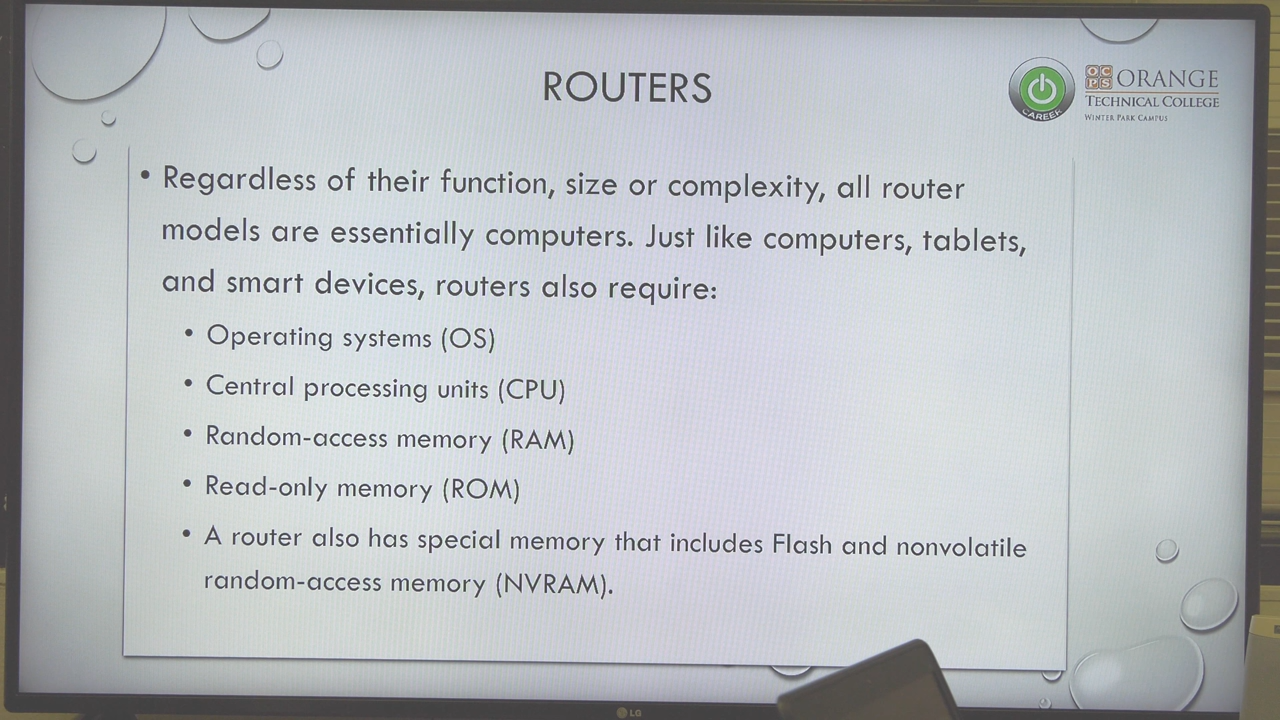 ROUTERS
CAREER
OCPS ORANGE
TECHNICAL COLLEGE
WINTER PARK CAMPUS
• Regardless of their function, size or complexity, all router
models are essentially computers. Just like computers, tablets,
and smart devices, routers also require:
• Operating systems (OS)
• Central processing units (CPU)
• Random-access memory (RAM)
• Read-only memory (ROM)
• A router also has special memory that includes Flash and nonvolatile
random-access memory (NVRAM).
LG